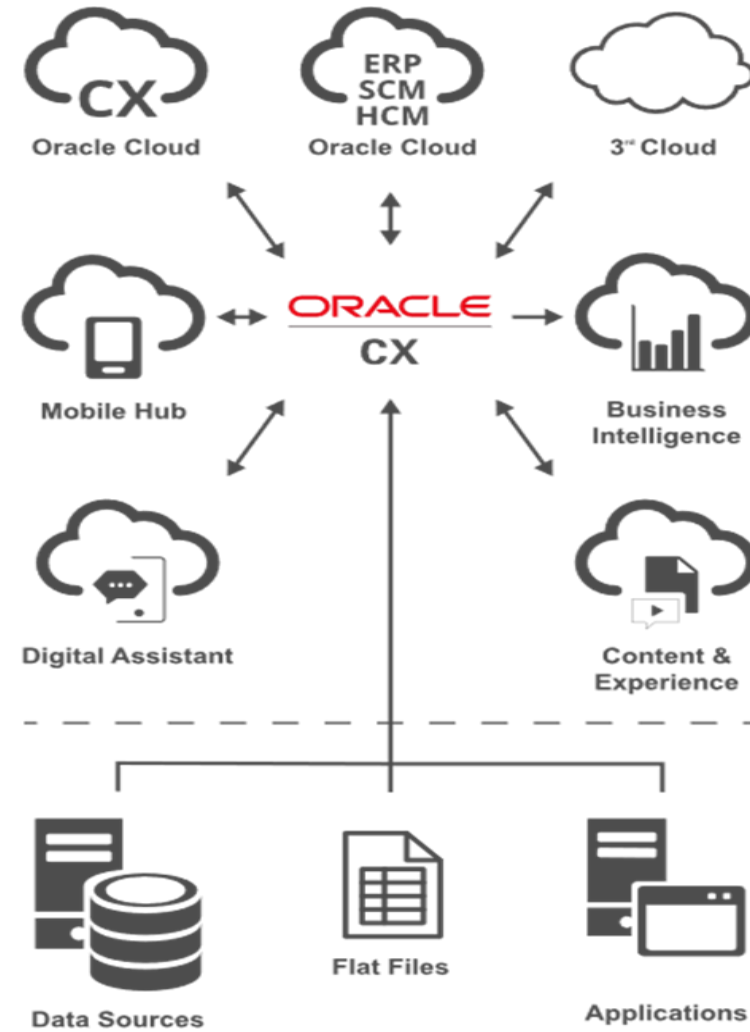 CX
Oracle Cloud
ERP
SCM
HCM
Oracle Cloud
3rd Cloud
Mobile Hub
ORACLE
CX
Business
Intelligence
Digital Assistant
Content &
Experience
Data Sources
Flat Files
Applications